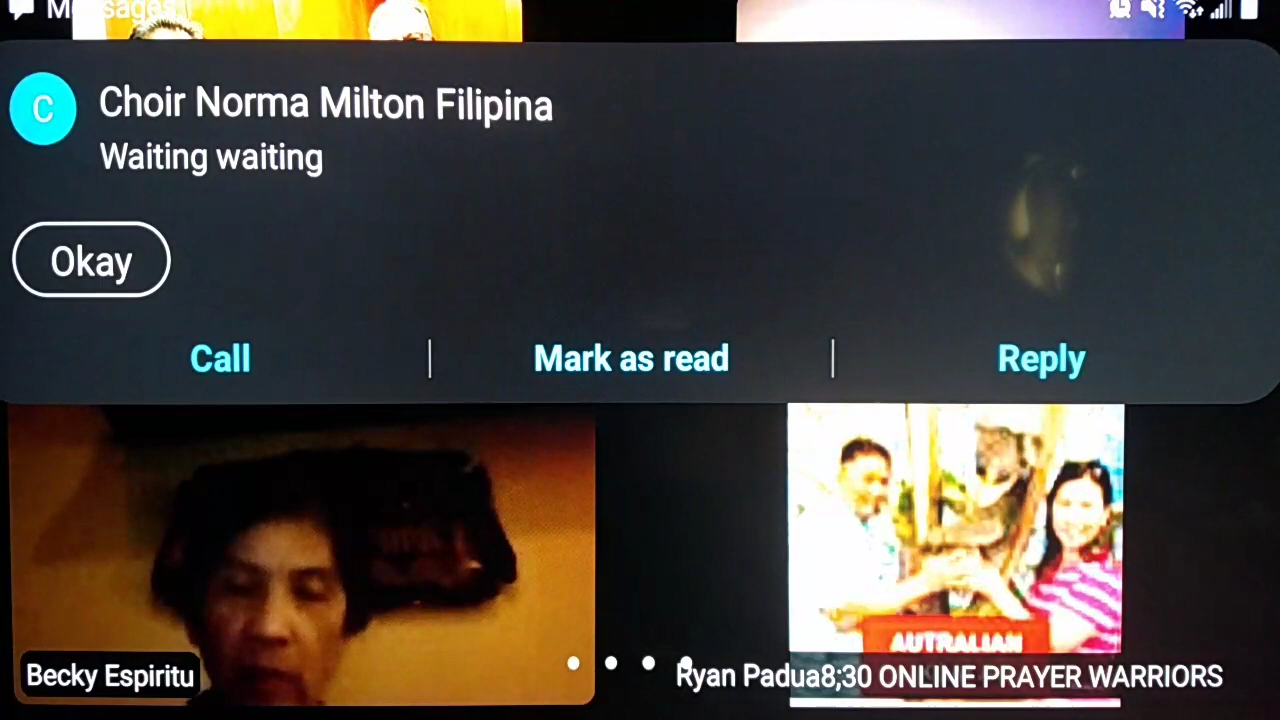 Messages
C
Choir Norma Milton Filipina
Waiting waiting
Okay
Call
Mark as read
Reply
AUTRALIAN
Becky Espiritu
Ryan Padua8;30 ONLINE PRAYER WARRIORS